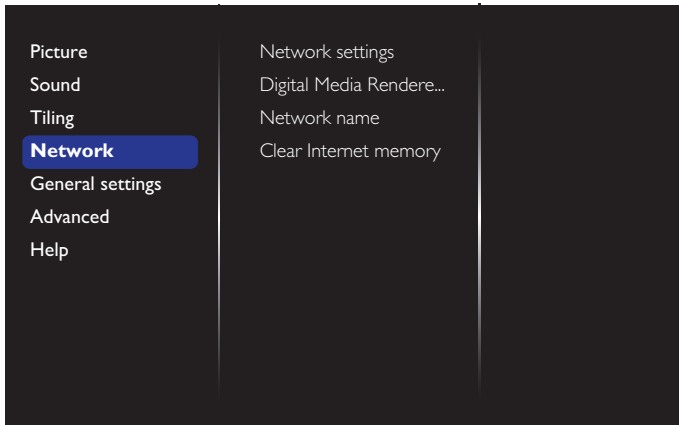 Picture
Sound
Tiling
Network
General settings
Advanced
Help
Network settings
Digital Media Rendere...
Network name
Clear Internet memory